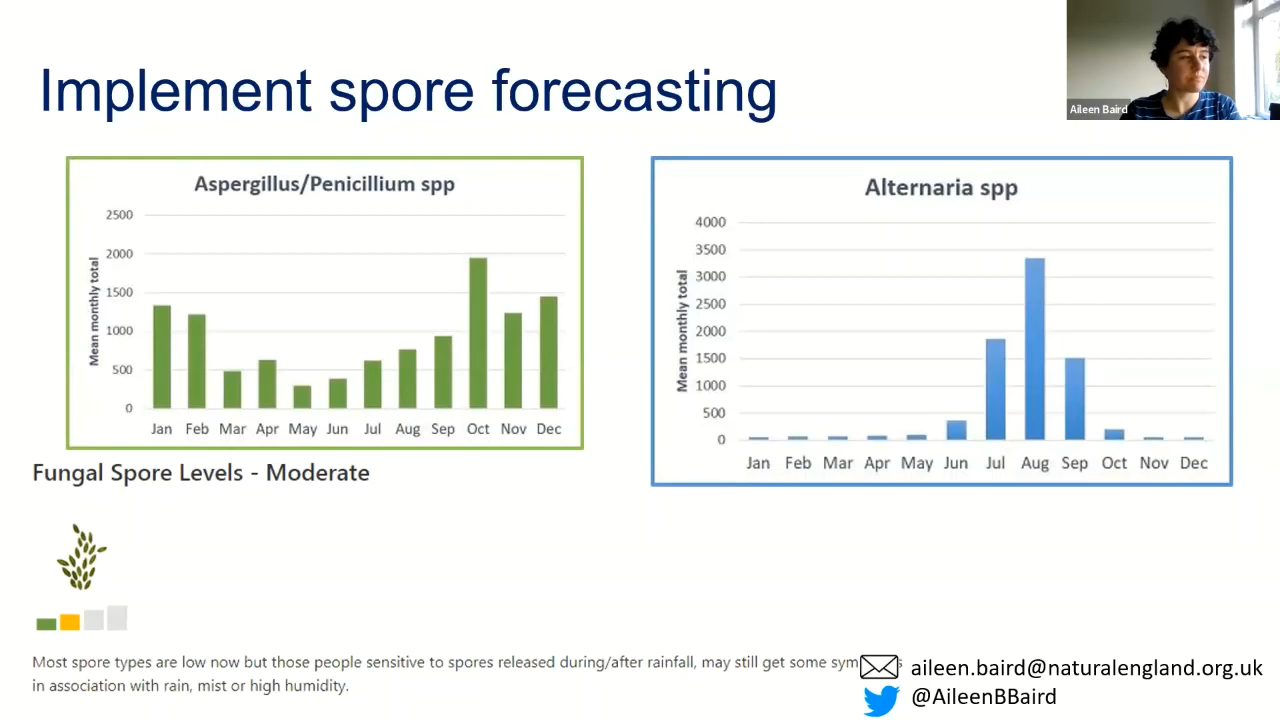 Implement spore forecasting
Aileen Baird
Aspergillus/Penicillium spp
Mean monthly total
2500
2000
1500
1000
500
0
Jan Feb Mar Apr May Jun Jul Aug Sep Oct Nov Dec
Alternaria spp
Mean monthly total
4000
3500
3000
2500
2000
1500
1000
500
0
Jan Feb Mar Apr May Jun Jul Aug Sep Oct Nov Dec
Fungal Spore Levels - Moderate
Most spore types are low now but those people sensitive to spores released during/after rainfall, may still get some
in association with rain, mist or high humidity.
aileen.baird@naturalengland.org.uk
@AileenBBaird